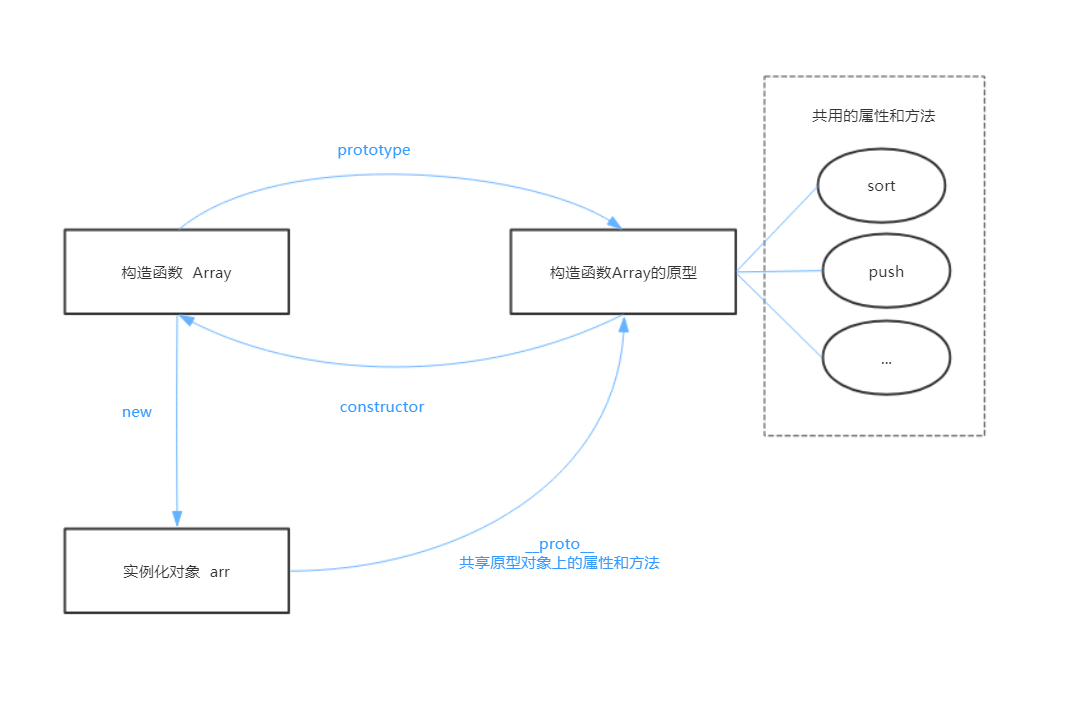 共用的属性和方法
prototype
sort
构造函数 Array
构造函数Array的原型
push
...
new
constructor
__proto__
共享原型对象上的属性和方法
实例化对象 arr